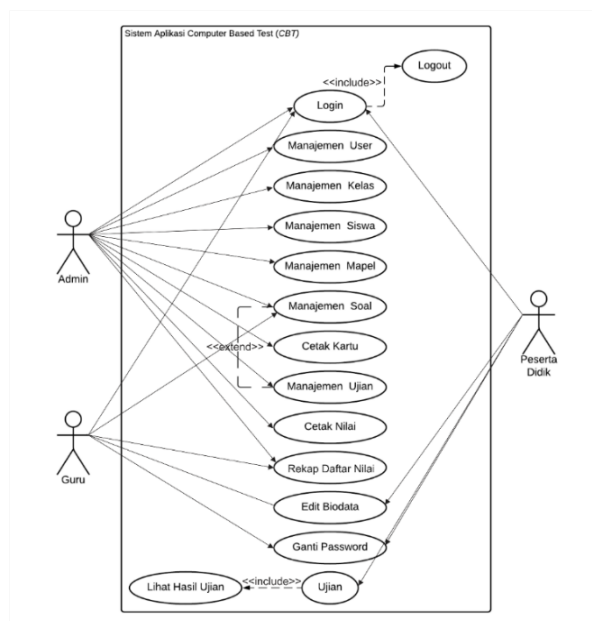 Sistem Aplikasi Computer Based Test (CBT)
Logout
<<include>>
Login
Manajemen User
Manajemen Kelas
Manajemen Siswa
Manajemen Mapel
Admin
Manajemen Soal
<<extend>>
Cetak Kartu
Peserta
Didik
Manajemen Ujian
Cetak Nilai
Guru
Rekap Daftar Nilai
Edit Biodata
Ganti Password
Lihat Hasil Ujian
<<include>>
Ujian